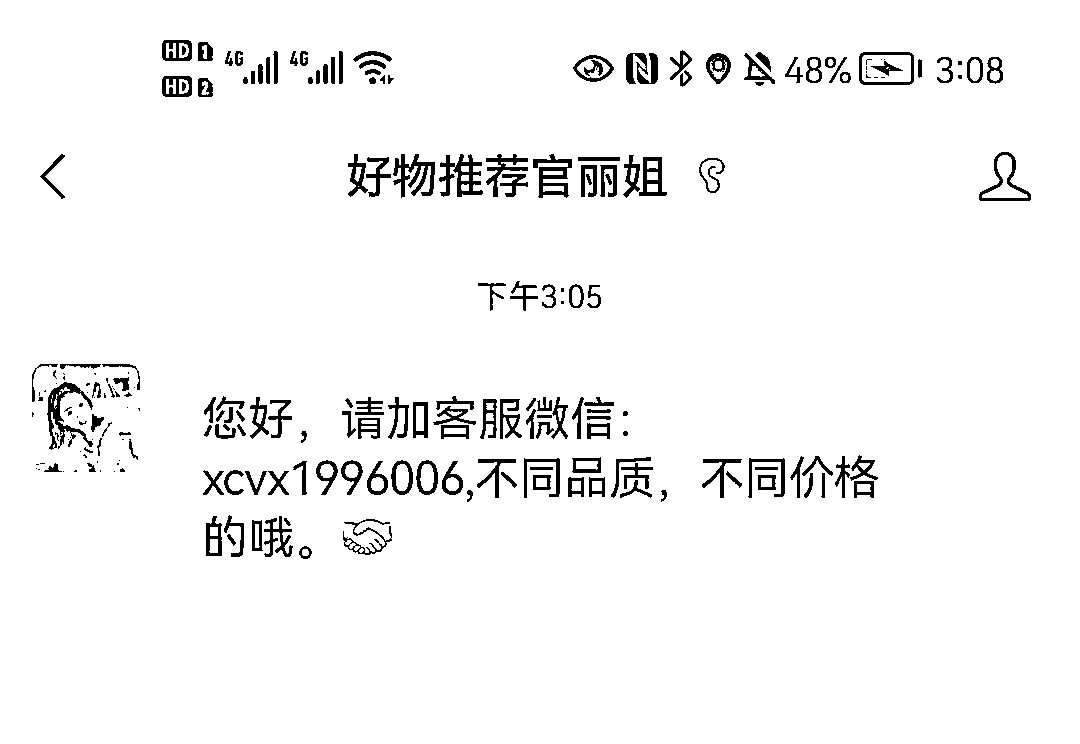 HD 1 4G 4G 48% 3:08
HD 2
好物推荐官丽姐
下午3:05
您好，请加客服微信：
xcvx1996006,不同品质，不同价格
的哦。